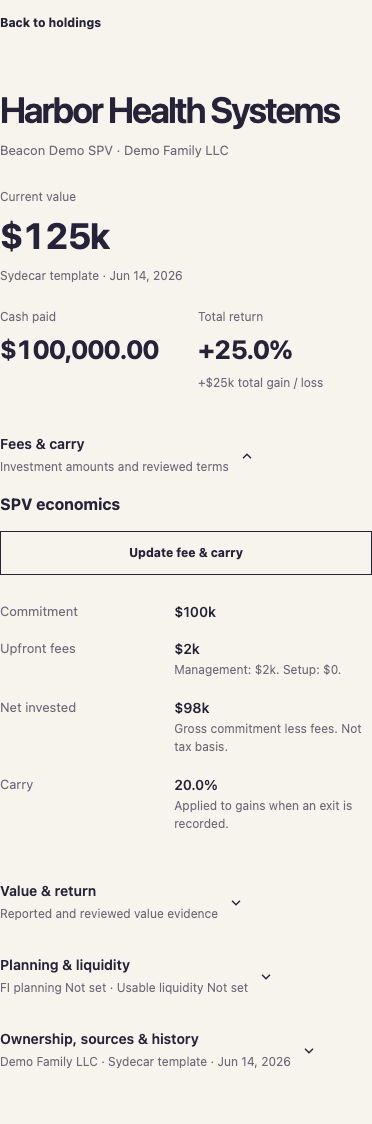 Back to holdings
Harbor Health Systems
Beacon Demo SPV · Demo Family LLC
Current value
$125k
Sydecar template · Jun 14, 2026
Cash paid
$100,000.00
Total return
+25.0%
+$25k total gain / loss
Fees & carry
Investment amounts and reviewed terms
SPV economics
Update fee & carry
Commitment
$100k
Upfront fees
$2k
Management: $2k. Setup: $0.
Net invested
$98k
Gross commitment less fees. Not
tax basis.
Carry
20.0%
Applied to gains when an exit is
recorded.
Value & return
Reported and reviewed value evidence
Planning & liquidity
FI planning Not set · Usable liquidity Not set
Ownership, sources & history
Demo Family LLC · Sydecar template · Jun 14, 2026